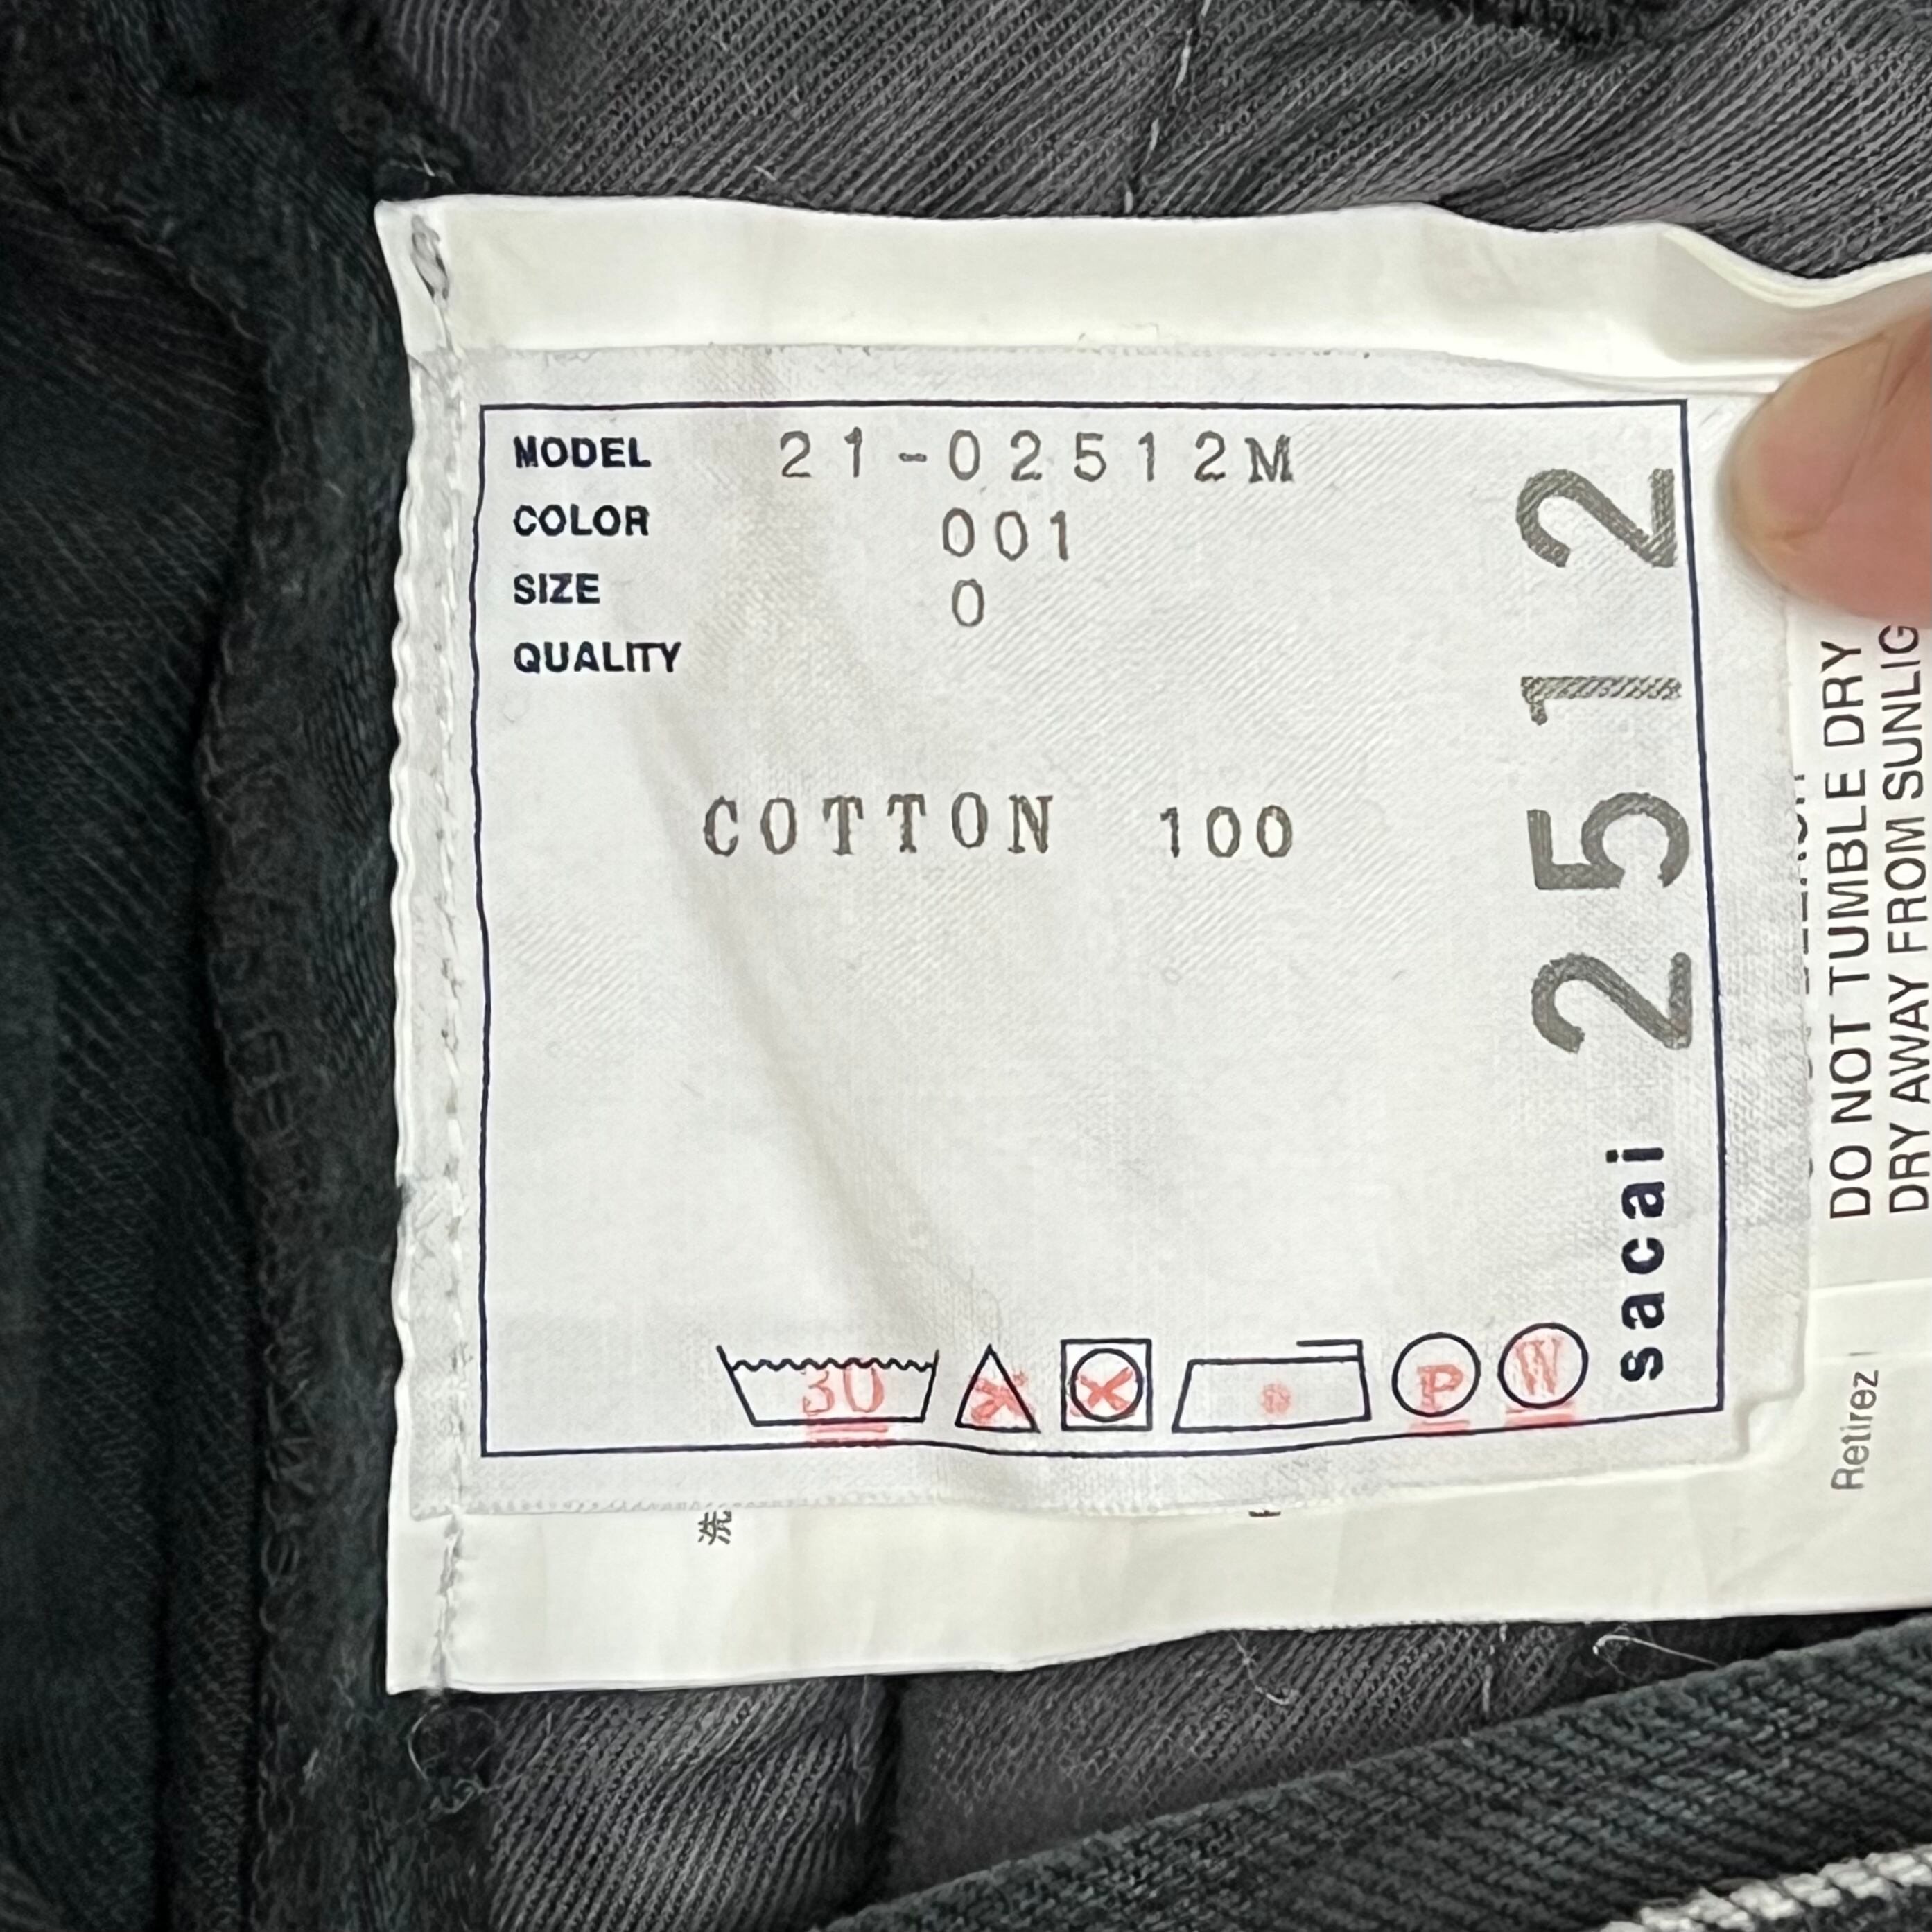 MODEL 21-02512M
COLOR 001
SIZE 0
QUALITY
COTTON 100
30
P
W
sacai 2512
DO NOT TUMBLE DRY
DRY AWAY FROM SUNLIG
Retirez
洗